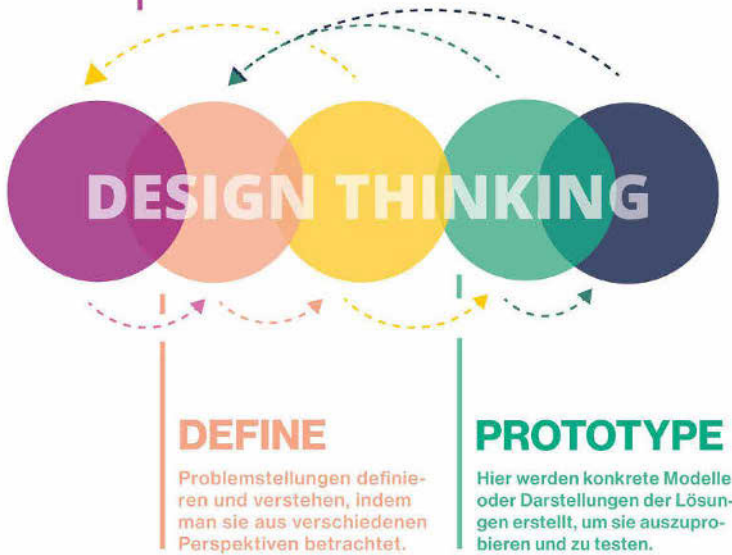 DESIGN THINKING
DEFINE
Problemstellungen definie-
ren und verstehen, indem
man sie aus verschiedenen
Perspektiven betrachtet.
PROTOTYPE
Hier werden konkrete Modelle
oder Darstellungen der Lösun-
gen erstellt, um sie auszupro-
bieren und zu testen.